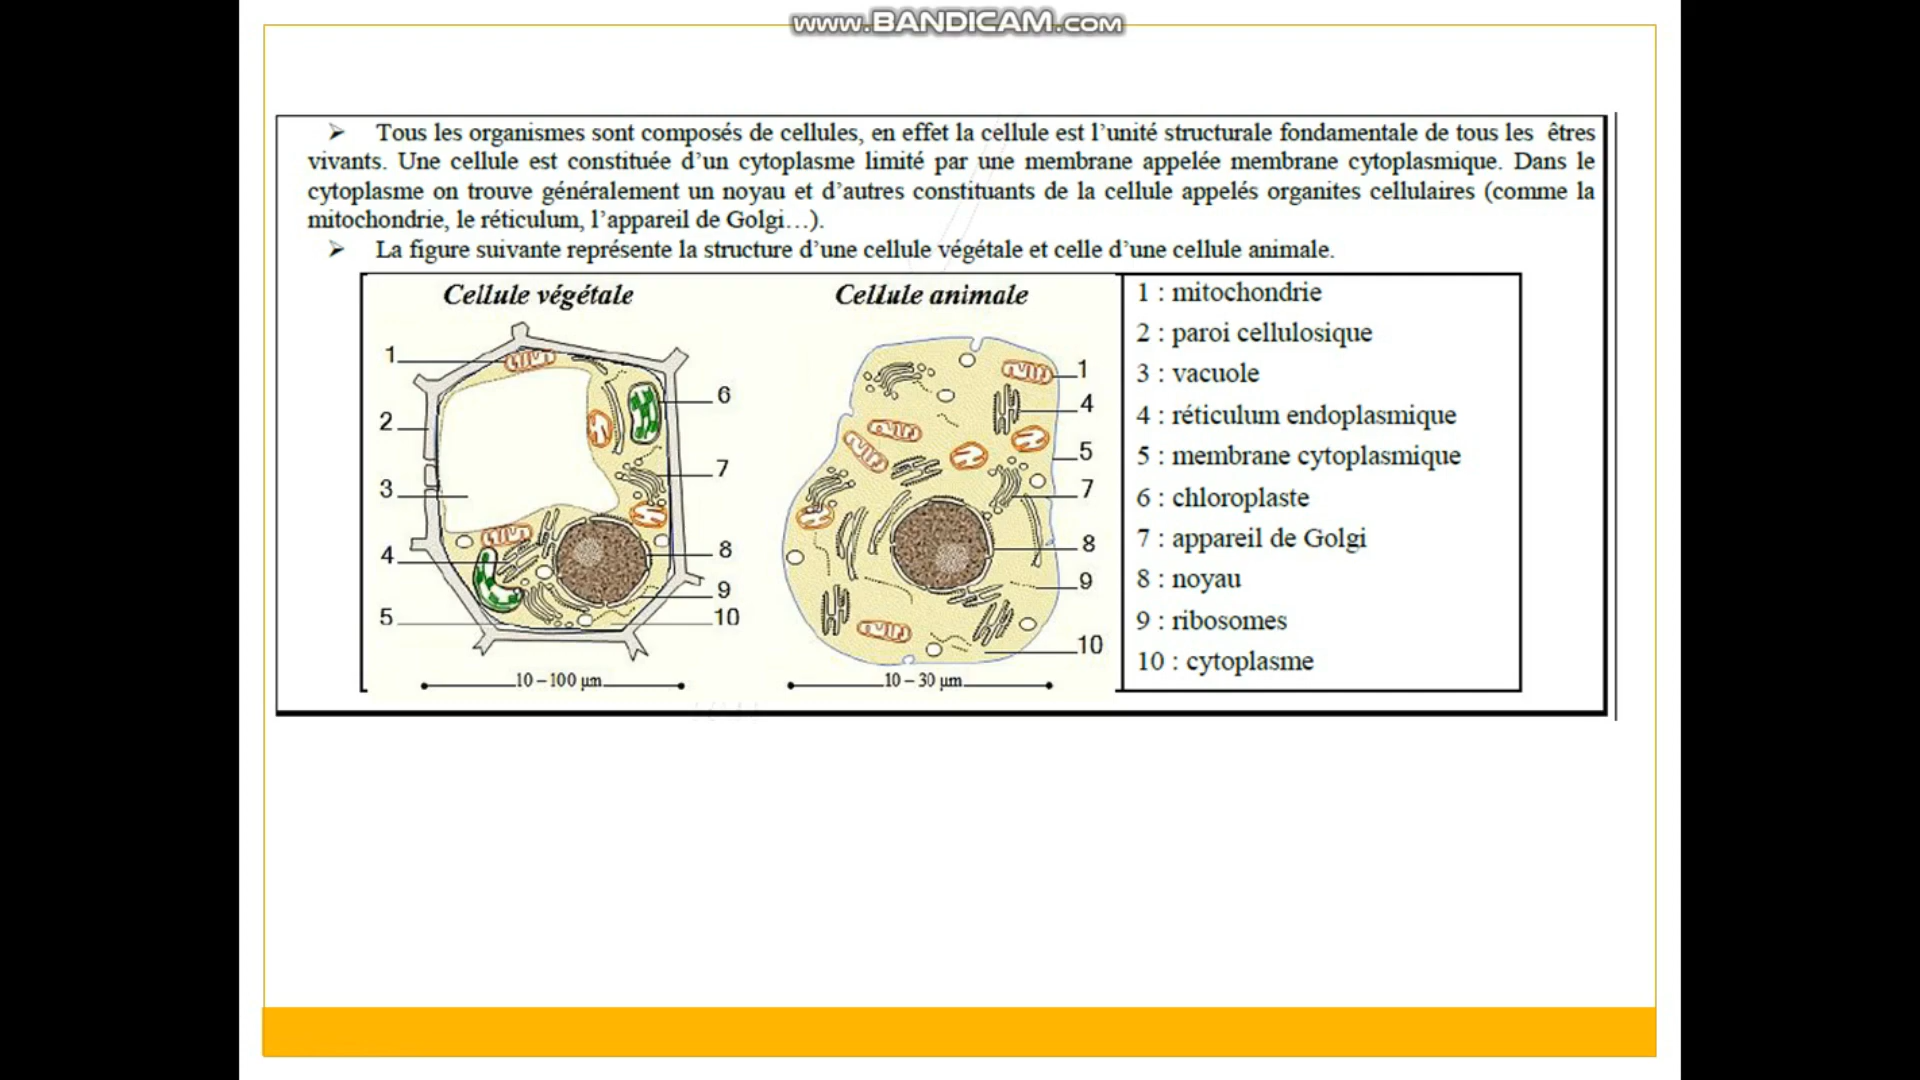 www.BANDICAM.com
➢ Tous les organismes sont composés de cellules, en effet la cellule est l’unité structurale fondamentale de tous les êtres
vivants. Une cellule est constituée d’un cytoplasme limité par une membrane appelée membrane cytoplasmique. Dans le
cytoplasme on trouve généralement un noyau et d’autres constituants de la cellule appelés organites cellulaires (comme la
mitochondrie, le réticulum, l’appareil de Golgi…).
➢ La figure suivante représente la structure d’une cellule végétale et celle d’une cellule animale.
Cellule végétale
1
2
3
4
5
6
7
8
9
10
10 – 100 µm
Cellule animale
1
4
5
7
8
9
10
10 – 30 µm
1 : mitochondrie
2 : paroi cellulosique
3 : vacuole
4 : réticulum endoplasmique
5 : membrane cytoplasmique
6 : chloroplaste
7 : appareil de Golgi
8 : noyau
9 : ribosomes
10 : cytoplasme